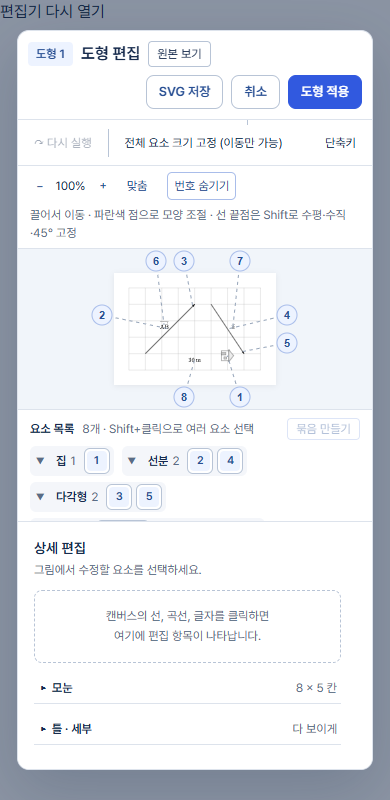 편집기 다시 열기
도형 1 도형 편집 원본 보기
SVG 저장 취소 도형 적용
다시 실행 전체 요소 크기 고정 (이동만 가능) 단축키
− 100% + 맞춤 번호 숨기기
끌어서 이동 · 파란색 점으로 모양 조절 · 선 끝점은 Shift로 수평·수직
·45° 고정
6 3 7
2 4
5
8 1
요소 목록 8개 · Shift+클릭으로 여러 요소 선택 묶음 만들기
집 1 1 선분 2 2 4
다각형 2 3 5
상세 편집
그림에서 수정할 요소를 선택하세요.
캔버스의 선, 곡선, 글자를 클릭하면
여기에 편집 항목이 나타납니다.
모눈 8 × 5 칸
틀 · 세부 다 보이게